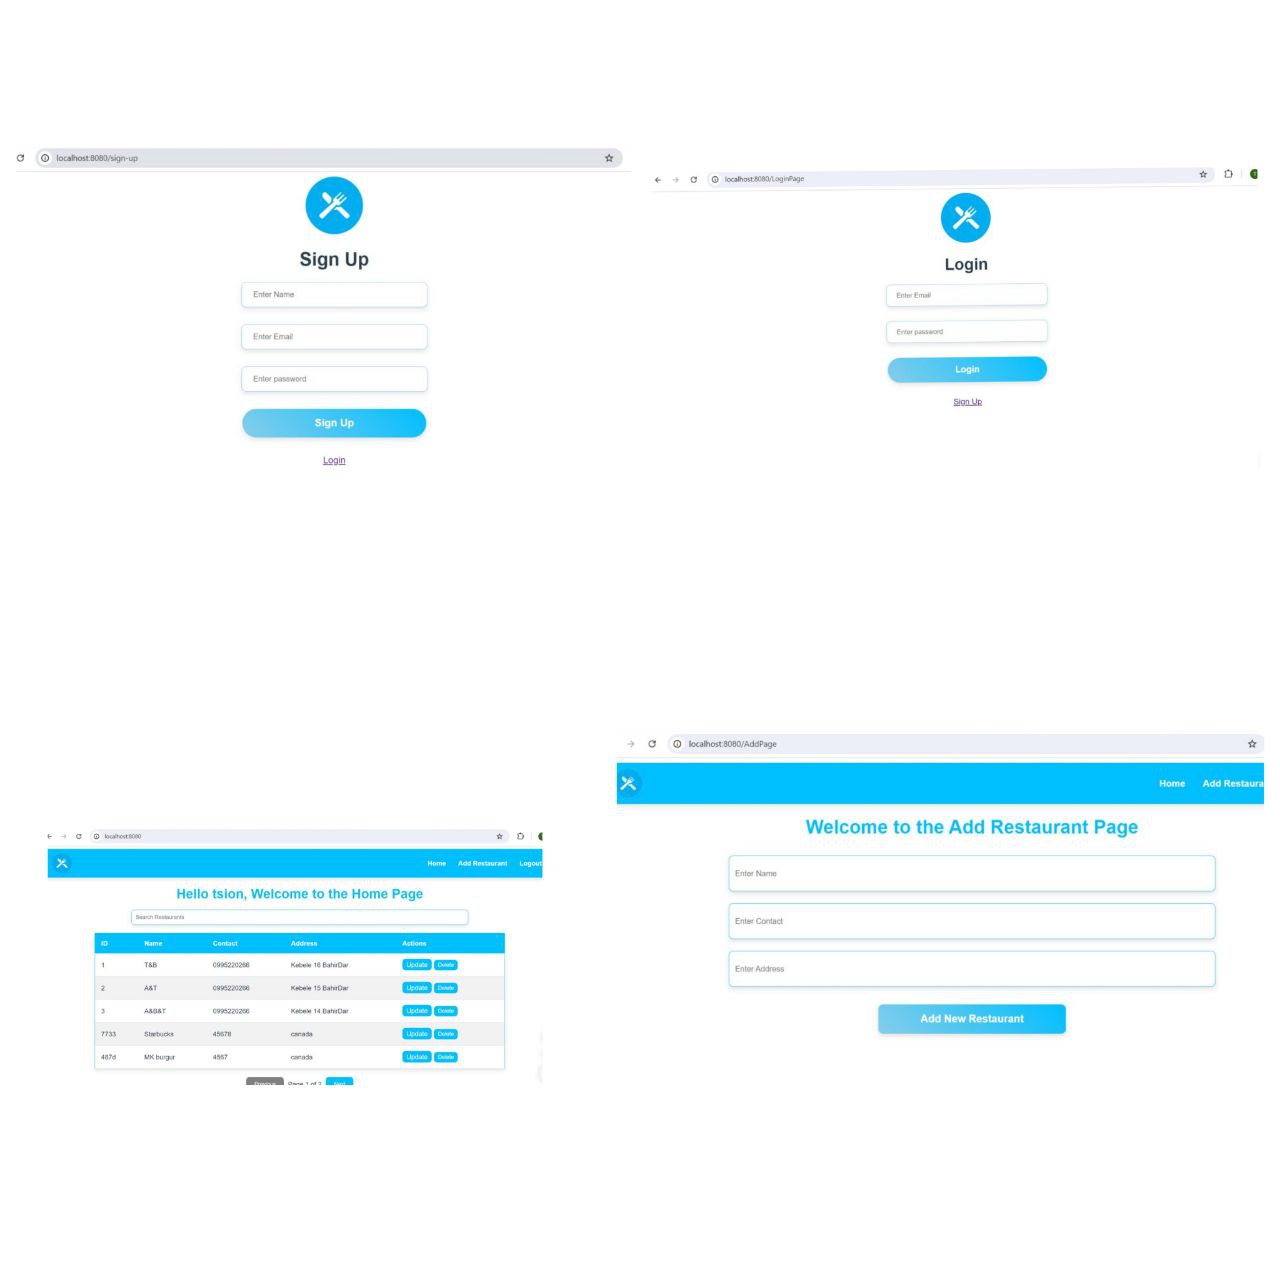 localhost:8080/sign-up
Sign Up
Enter Name
Enter Email
Enter password
Sign Up
Login
localhost:8080/LoginPage
Login
Enter Email
Enter password
Login
Sign Up
localhost:8080
Home Add Restaurant Logout
Hello tsion, Welcome to the Home Page
Search Restaurants
ID Name Contact Address Actions
1 T&B 0995220266 Kebele 16 BahirDar Update Delete
2 A&T 0995220266 Kebele 15 BahirDar Update Delete
3 A&B&T 0995220266 Kebele 14 BahirDar Update Delete
7733 Starbucks 45678 canada Update Delete
487d MK burgur 4567 canada Update Delete
Previous Page 1 of 2 Next
localhost:8080/AddPage
Home Add Restaura
Welcome to the Add Restaurant Page
Enter Name
Enter Contact
Enter Address
Add New Restaurant